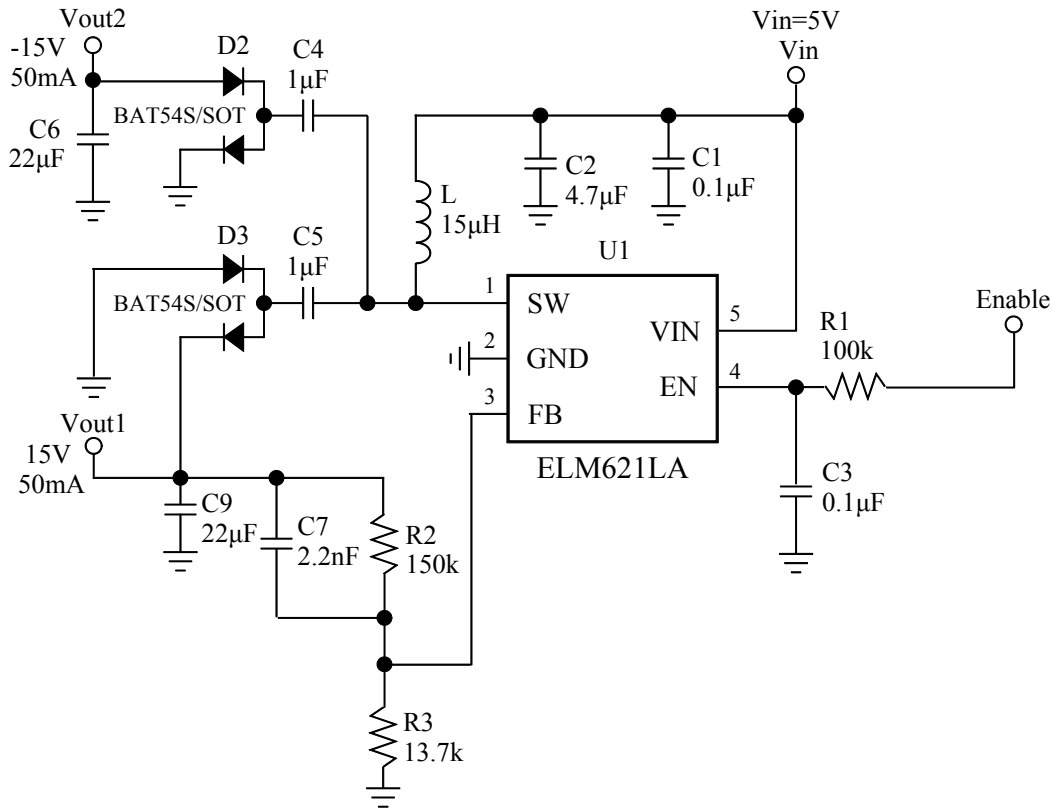 Vout2
-15V
50mA
C6
22μF
D2
BAT54S/SOT
C4
1μF
Vin=5V
Vin
C2
4.7μF
C1
0.1μF
L
15μH
D3
BAT54S/SOT
C5
1μF
U1
1
SW
2
GND
3
FB
VIN
5
EN
4
ELM621LA
R1
100k
Enable
C3
0.1μF
Vout1
15V
50mA
C9
22μF
C7
2.2nF
R2
150k
R3
13.7k